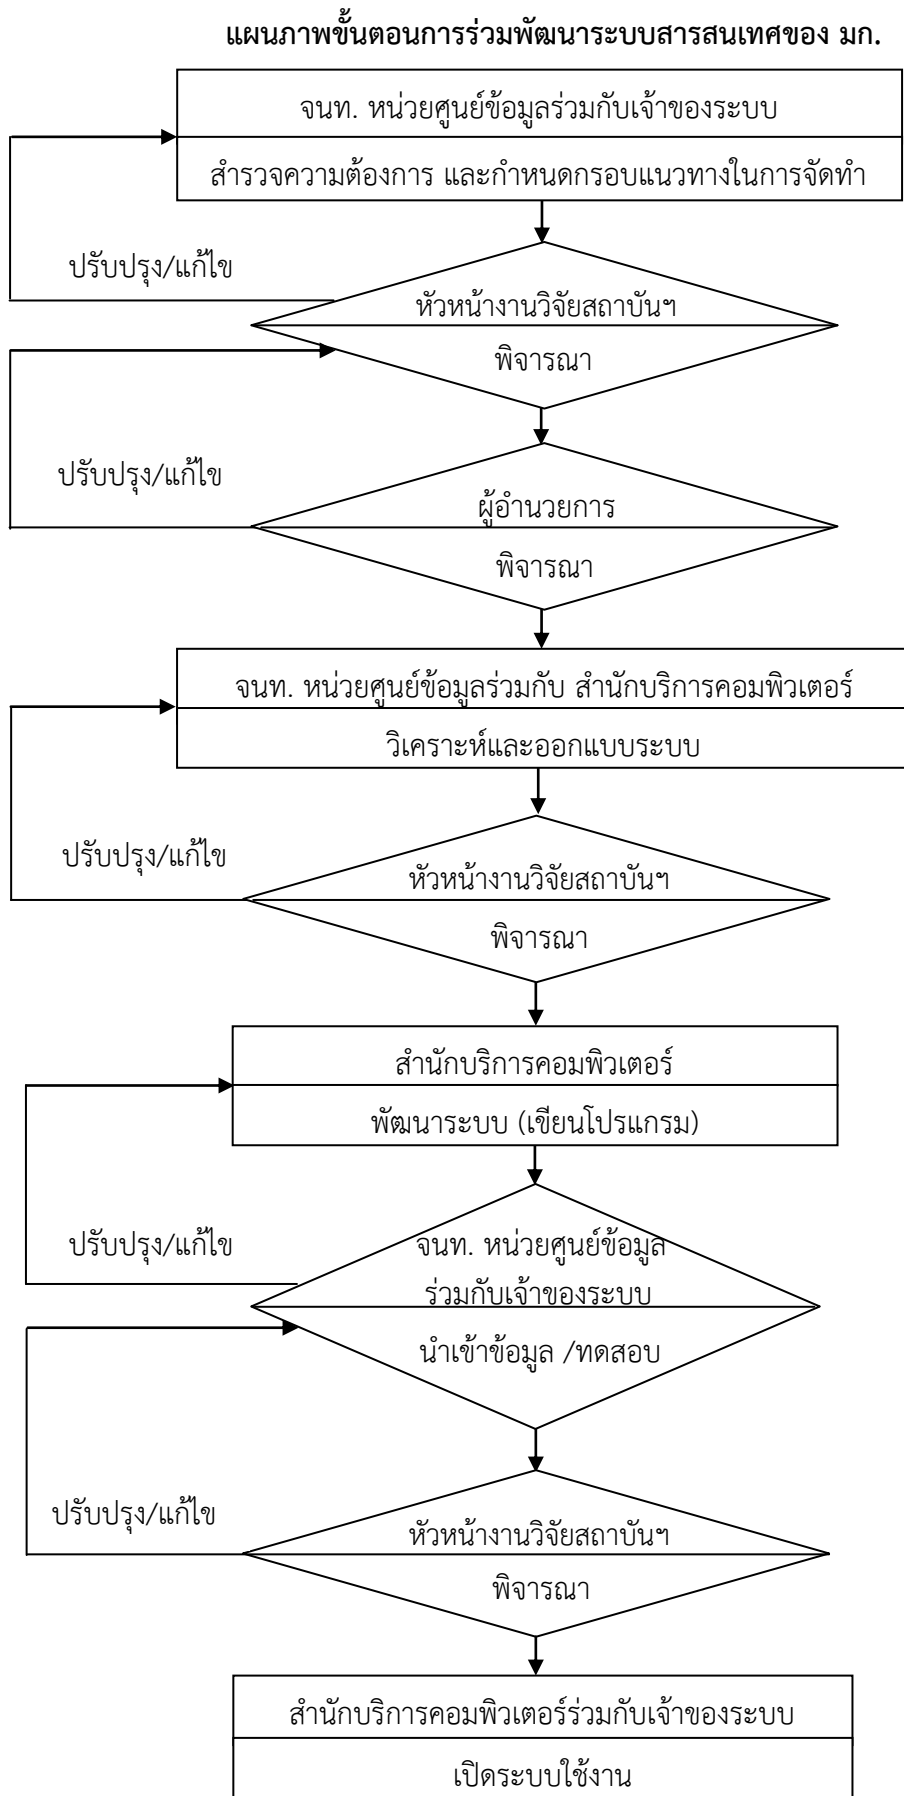 แผนภาพขั้นตอนการร่วมพัฒนาระบบสารสนเทศของ มก.
จนท. หน่วยศูนย์ข้อมูลร่วมกับเจ้าของระบบ
สำรวจความต้องการ และกำหนดกรอบแนวทางในการจัดทำ
ปรับปรุง/แก้ไข
หัวหน้างานวิจัยสถาบันฯ
พิจารณา
ปรับปรุง/แก้ไข
ผู้อำนวยการ
พิจารณา
จนท. หน่วยศูนย์ข้อมูลร่วมกับ สำนักบริการคอมพิวเตอร์
วิเคราะห์และออกแบบระบบ
ปรับปรุง/แก้ไข
หัวหน้างานวิจัยสถาบันฯ
พิจารณา
สำนักบริการคอมพิวเตอร์
พัฒนาระบบ (เขียนโปรแกรม)
ปรับปรุง/แก้ไข
จนท. หน่วยศูนย์ข้อมูล
ร่วมกับเจ้าของระบบ
นำเข้าข้อมูล /ทดสอบ
ปรับปรุง/แก้ไข
หัวหน้างานวิจัยสถาบันฯ
พิจารณา
สำนักบริการคอมพิวเตอร์ร่วมกับเจ้าของระบบ
เปิดระบบใช้งาน